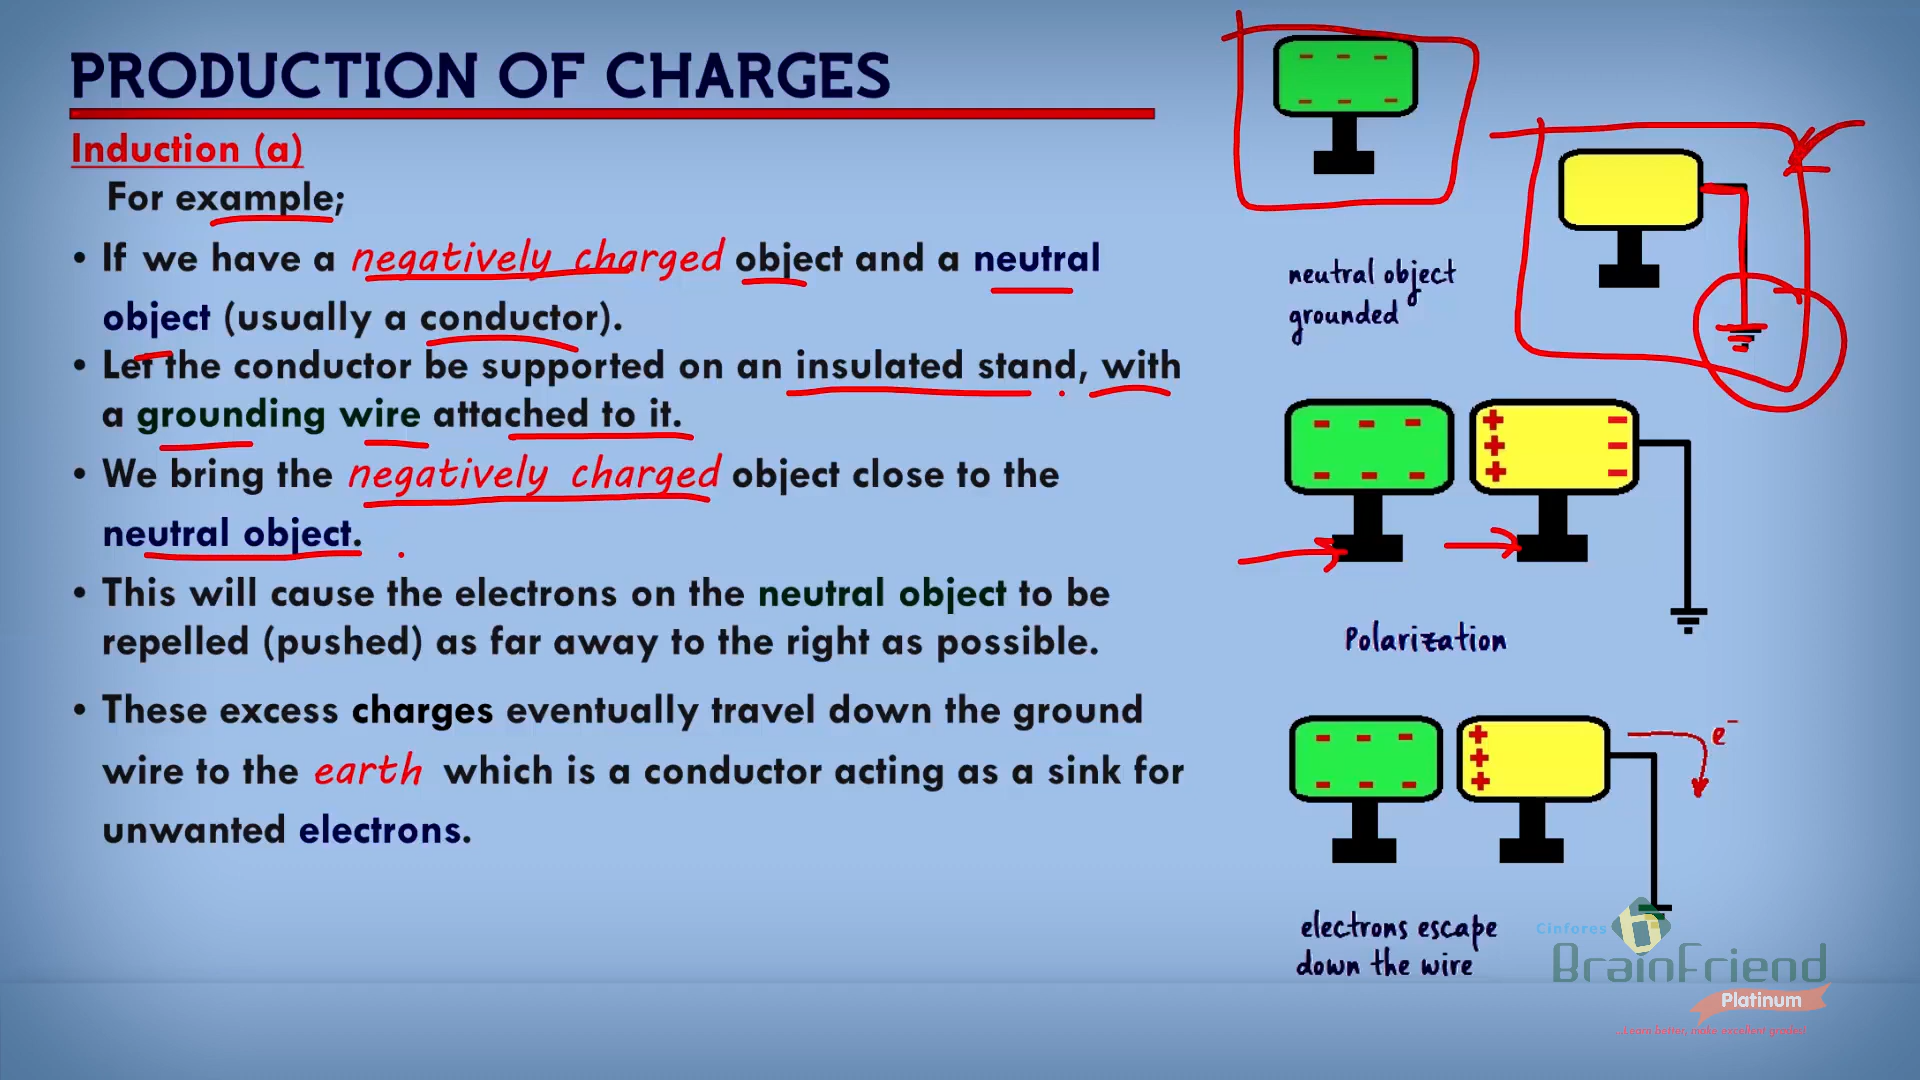 PRODUCTION OF CHARGES
Induction (a)
For example;
• If we have a negatively charged object and a neutral
object (usually a conductor).
• Let the conductor be supported on an insulated stand, with
a grounding wire attached to it.
• We bring the negatively charged object close to the
neutral object.
• This will cause the electrons on the neutral object to be
repelled (pushed) as far away to the right as possible.
• These excess charges eventually travel down the ground
wire to the earth which is a conductor acting as a sink for
unwanted electrons.
- - -
- - -
neutral object
grounded
- - - + -
+ -
- - - + -
Polarization
- - - + e⁻
+
- - - +
electrons escape
down the wire
Cinfores
BrainFriend
Platinum
...Learn better, make excellent grades!